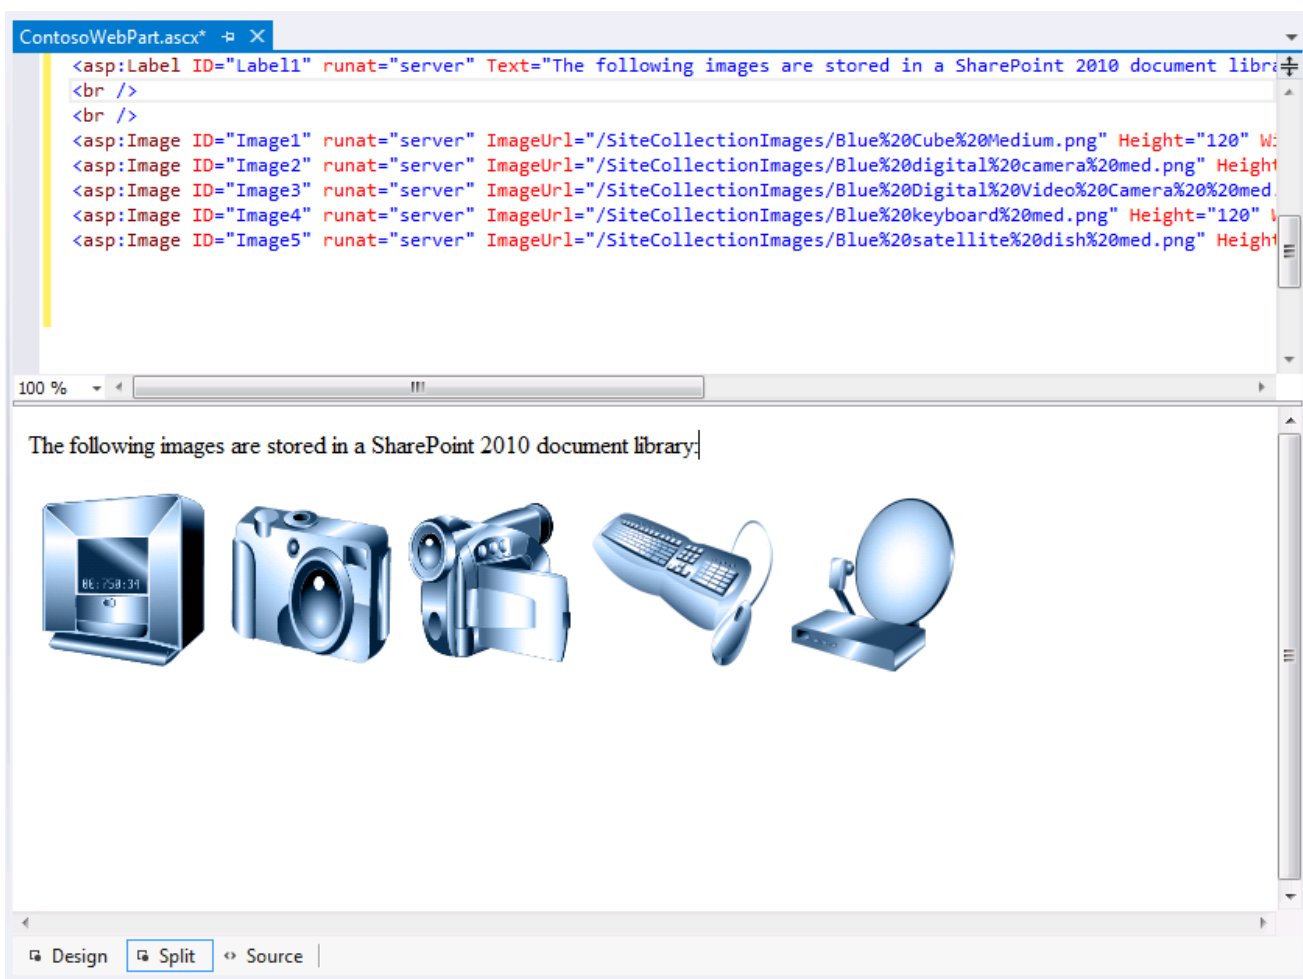 ContosoWebPart.ascx*
<asp:Label ID="Label1" runat="server" Text="The following images are stored in a SharePoint 2010 document libra
<br />
<br />
<asp:Image ID="Image1" runat="server" ImageUrl="/SiteCollectionImages/Blue%20Cube%20Medium.png" Height="120" Wi
<asp:Image ID="Image2" runat="server" ImageUrl="/SiteCollectionImages/Blue%20digital%20camera%20med.png" Height
<asp:Image ID="Image3" runat="server" ImageUrl="/SiteCollectionImages/Blue%20Digital%20Video%20Camera%20%20med.
<asp:Image ID="Image4" runat="server" ImageUrl="/SiteCollectionImages/Blue%20keyboard%20med.png" Height="120" W
<asp:Image ID="Image5" runat="server" ImageUrl="/SiteCollectionImages/Blue%20satellite%20dish%20med.png" Height
100 %
The following images are stored in a SharePoint 2010 document library:
Design Split Source